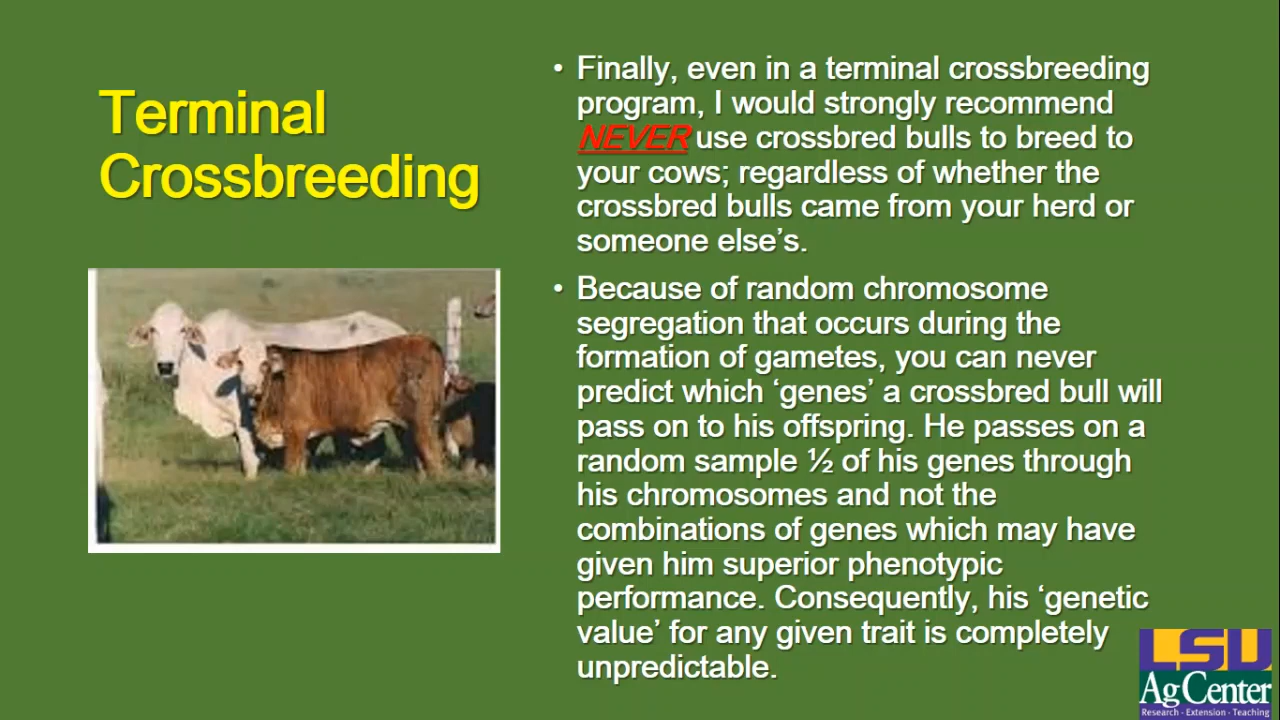 Terminal
Crossbreeding
• Finally, even in a terminal crossbreeding
program, I would strongly recommend
NEVER use crossbred bulls to breed to
your cows; regardless of whether the
crossbred bulls came from your herd or
someone else’s.
• Because of random chromosome
segregation that occurs during the
formation of gametes, you can never
predict which ‘genes’ a crossbred bull will
pass on to his offspring. He passes on a
random sample ½ of his genes through
his chromosomes and not the
combinations of genes which may have
given him superior phenotypic
performance. Consequently, his ‘genetic
value’ for any given trait is completely
unpredictable.
LSU
AgCenter
Research - Extension - Teaching